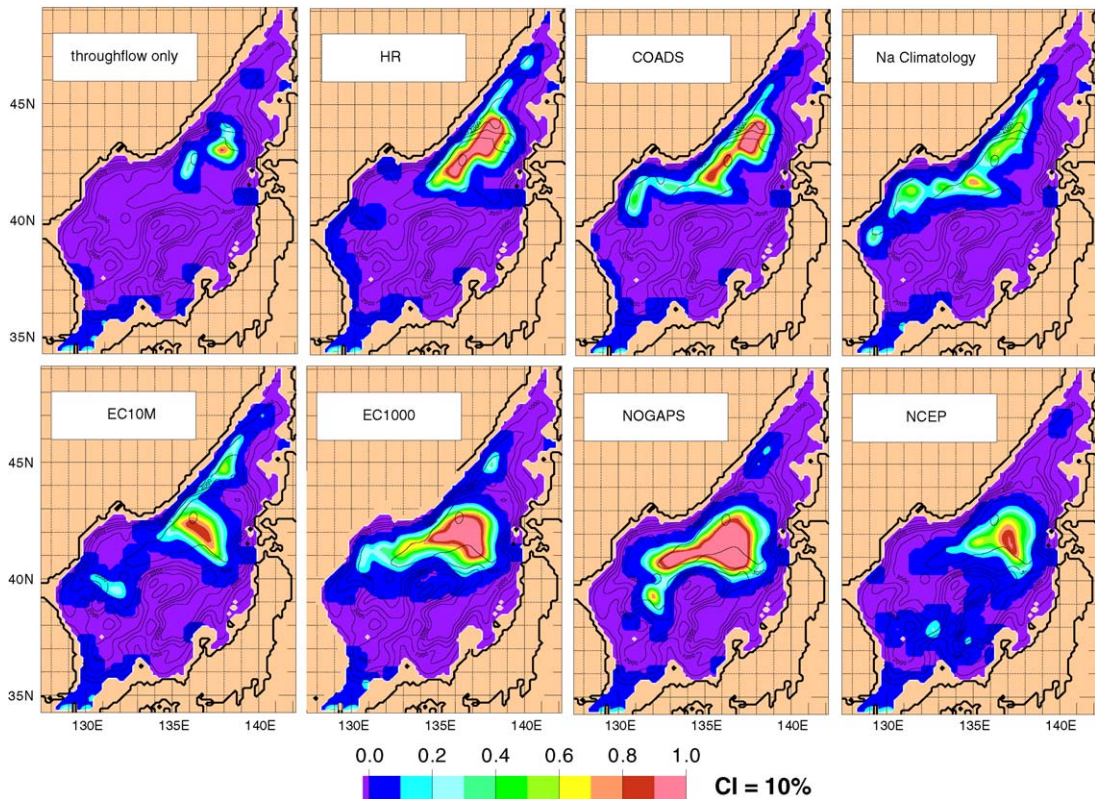 throughflow only
HR
COADS
Na Climatology
45N
40N
35N
EC10M
EC1000
NOGAPS
NCEP
45N
40N
35N
130E 135E 140E 130E 135E 140E 130E 135E 140E 130E 135E 140E
0.0 0.2 0.4 0.6 0.8 1.0
CI = 10%